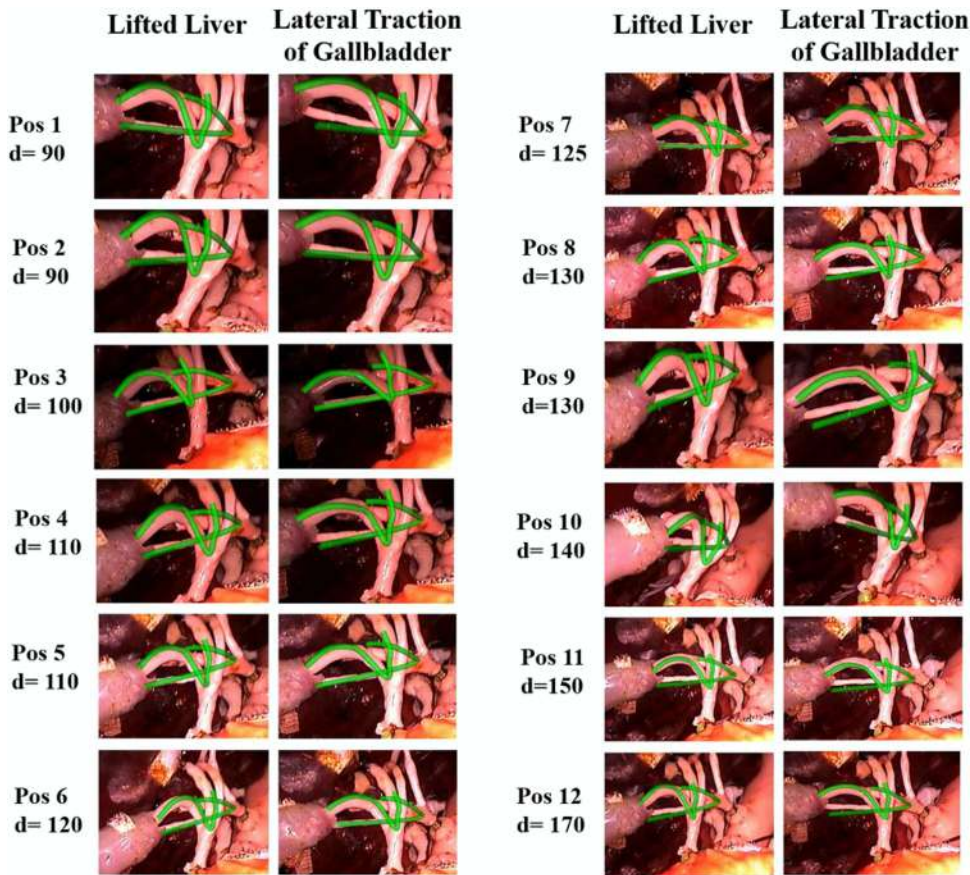 Lifted Liver
Lateral Traction
of Gallbladder
Pos 1
d= 90
Pos 2
d= 90
Pos 3
d= 100
Pos 4
d= 110
Pos 5
d= 110
Pos 6
d= 120
Lifted Liver
Lateral Traction
of Gallbladder
Pos 7
d= 125
Pos 8
d=130
Pos 9
d=130
Pos 10
d= 140
Pos 11
d=150
Pos 12
d= 170